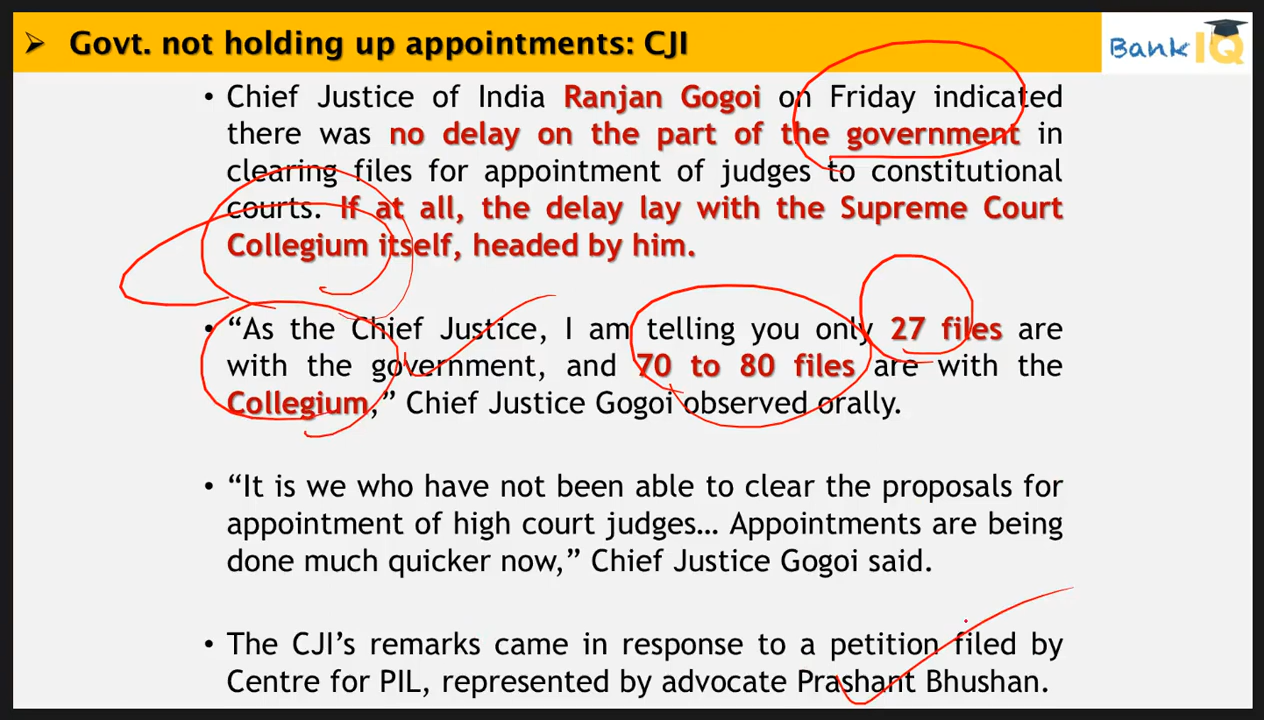 ➢ Govt. not holding up appointments: CJI
Bank IQ
• Chief Justice of India Ranjan Gogoi on Friday indicated
there was no delay on the part of the government in
clearing files for appointment of judges to constitutional
courts. If at all, the delay lay with the Supreme Court
Collegium itself, headed by him.
• “As the Chief Justice, I am telling you only 27 files are
with the government, and 70 to 80 files are with the
Collegium,” Chief Justice Gogoi observed orally.
• “It is we who have not been able to clear the proposals for
appointment of high court judges… Appointments are being
done much quicker now,” Chief Justice Gogoi said.
• The CJI’s remarks came in response to a petition filed by
Centre for PIL, represented by advocate Prashant Bhushan.